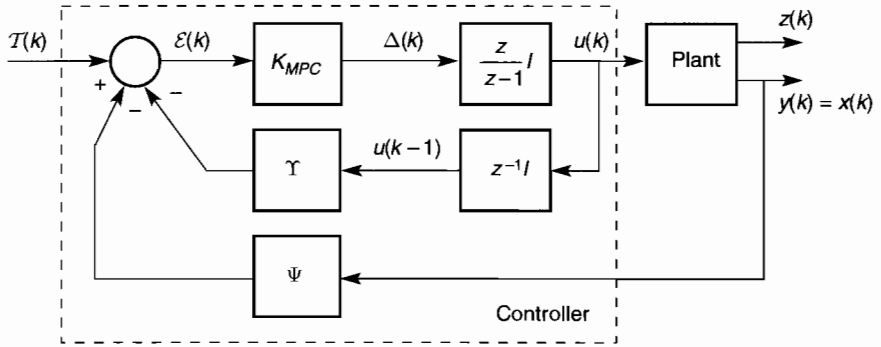 𝒯(k)
+
−
−
ℰ(k)
K_MPC
Δ(k)
z
z−1
I
u(k)
Plant
z(k)
y(k) = x(k)
ϒ
u(k−1)
z⁻¹I
Ψ
Controller